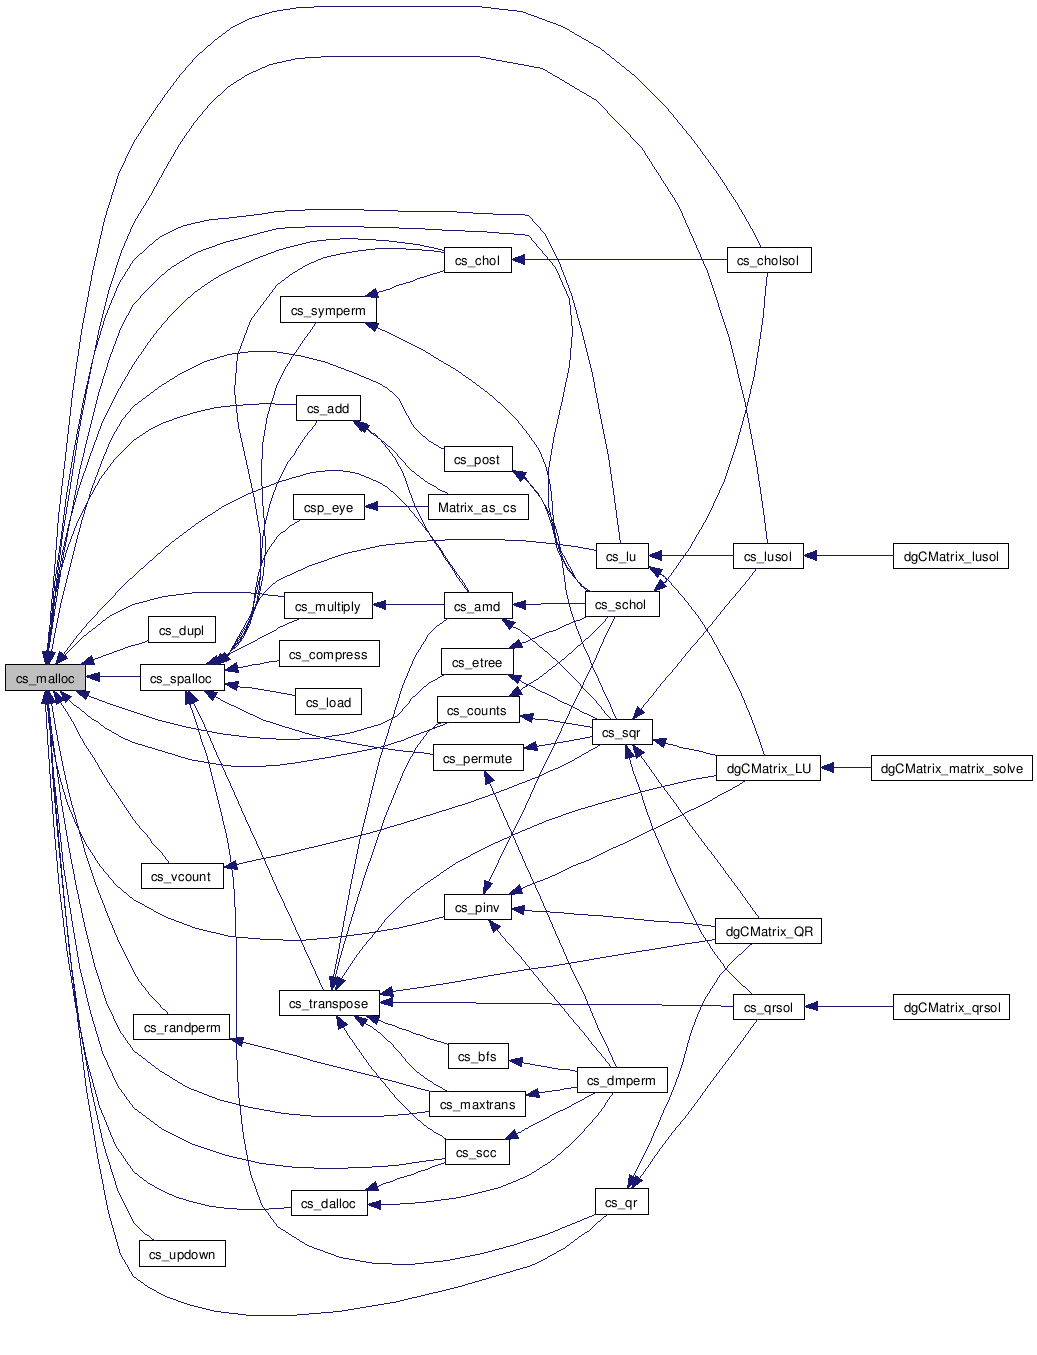 cs_chol
cs_cholsol
cs_symperm
cs_add
cs_post
csp_eye
Matrix_as_cs
cs_lu
cs_lusol
dgCMatrix_lusol
cs_multiply
cs_amd
cs_schol
cs_dupl
cs_compress
cs_etree
cs_malloc
cs_spalloc
cs_load
cs_counts
cs_sqr
cs_permute
dgCMatrix_LU
dgCMatrix_matrix_solve
cs_vcount
cs_pinv
dgCMatrix_QR
cs_transpose
cs_qrsol
dgCMatrix_qrsol
cs_randperm
cs_bfs
cs_dmperm
cs_maxtrans
cs_scc
cs_dalloc
cs_qr
cs_updown